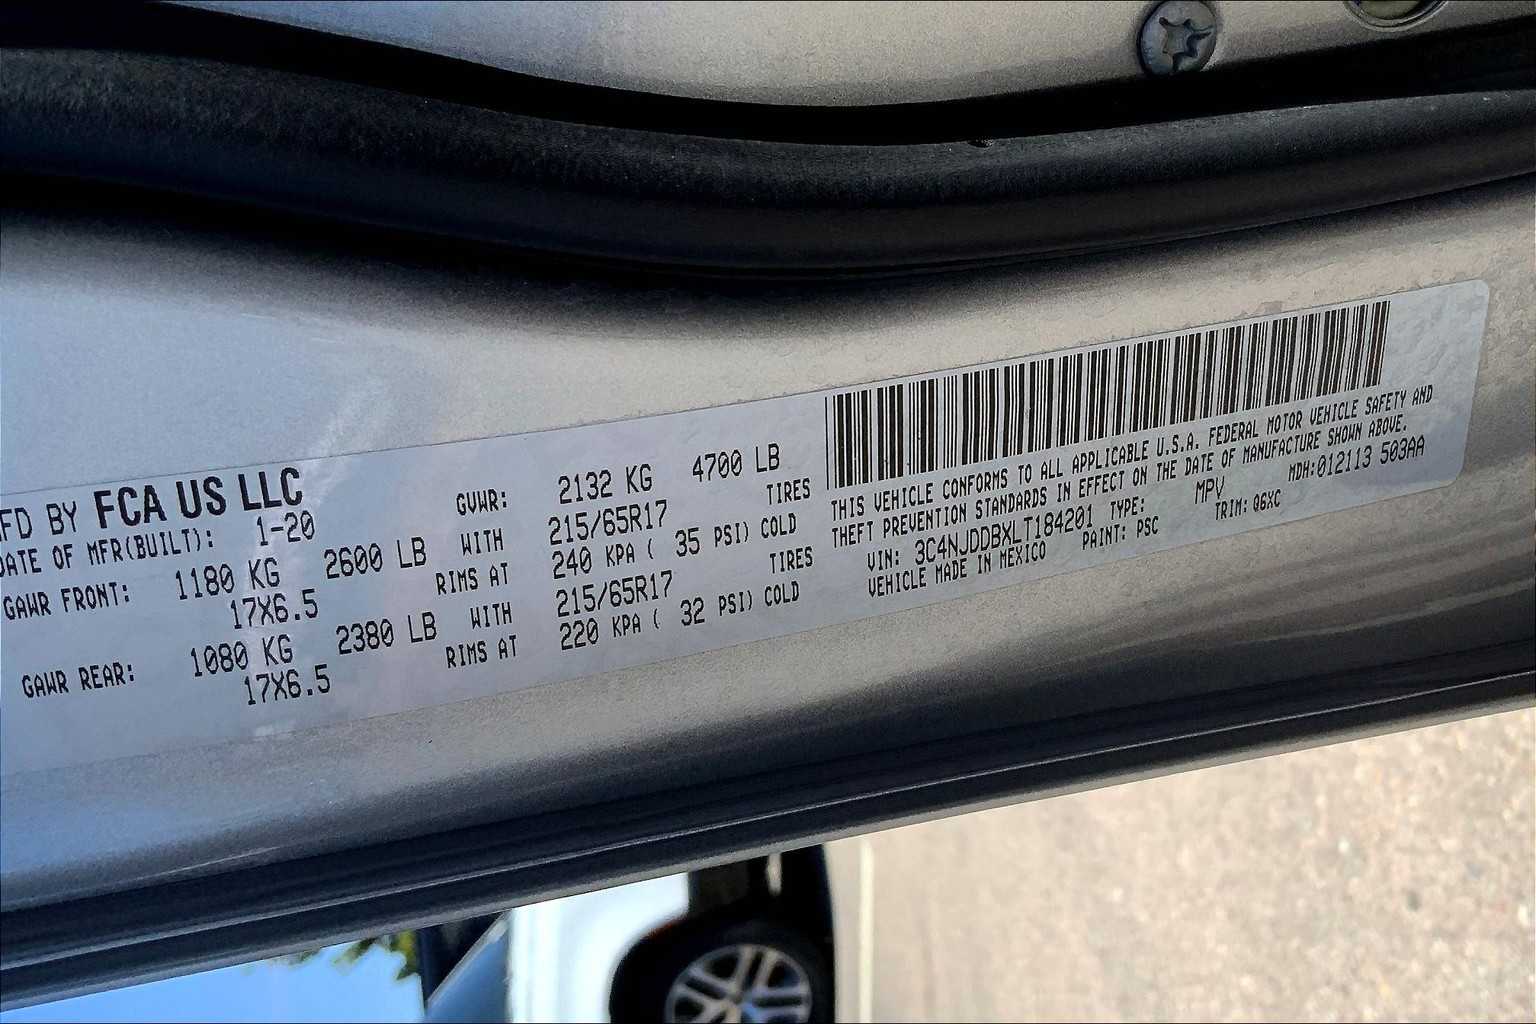 FD BY FCA US LLC
DATE OF MFR(BUILT): 1-20
GAWR FRONT: 1180 KG 2600 LB
17X6.5
GAWR REAR: 1080 KG 2380 LB
17X6.5
GVWR: 2132 KG 4700 LB
WITH 215/65R17 TIRES
RIMS AT 240 KPA ( 35 PSI) COLD
WITH 215/65R17 TIRES
RIMS AT 220 KPA ( 32 PSI) COLD
THIS VEHICLE CONFORMS TO ALL APPLICABLE U.S.A. FEDERAL MOTOR VEHICLE SAFETY AND
THEFT PREVENTION STANDARDS IN EFFECT ON THE DATE OF MANUFACTURE SHOWN ABOVE.
VIN: 3C4NJDDBXLT184201 TYPE: MPV MDH:012113 503AA
VEHICLE MADE IN MEXICO PAINT: PSC TRIM: Q6XC